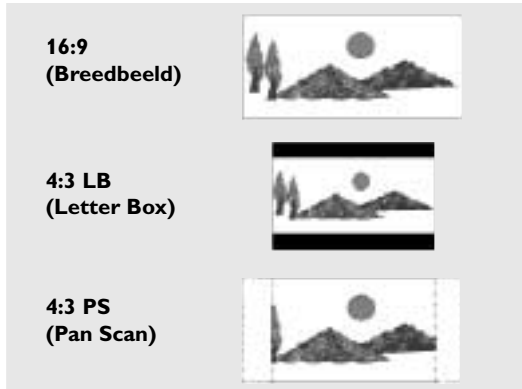 16:9
(Breedbeeld)
4:3 LB
(Letter Box)
4:3 PS
(Pan Scan)